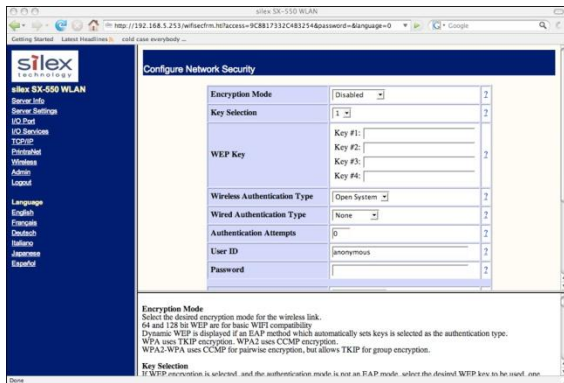 silex SX-550 WLAN
http://192.168.5.253/wifisecfrm.htl?access=9C8B17332C4B3254&password=&language=0
Google
Getting Started
Latest Headlines
cold case everybody ...
silex
technology
silex SX-550 WLAN
Server Info
Server Settings
I/O Port
I/O Services
TCP/IP
PrintraNet
Wireless
Admin
Logout
Language
English
Français
Deutsch
Italiano
Japanese
Español
Configure Network Security
Encryption Mode
Disabled
?
Key Selection
1
?
WEP Key
Key #1:
Key #2:
Key #3:
Key #4:
?
Wireless Authentication Type
Open System
?
Wired Authentication Type
None
?
Authentication Attempts
0
?
User ID
anonymous
?
Password
?
Encryption Mode
Select the desired encryption mode for the wireless link.
64 and 128 bit WEP are for basic WIFI compatibility
Dynamic WEP is displayed if an EAP method which automatically sets keys is selected as the authentication type.
WPA uses TKIP encryption. WPA2 uses CCMP encryption.
WPA2-WPA uses CCMP for pairwise encryption, but allows TKIP for group encryption.
Key Selection
If WEP encryption is selected, and the authentication mode is not an EAP mode, select the desired WEP key to be used, one
Done